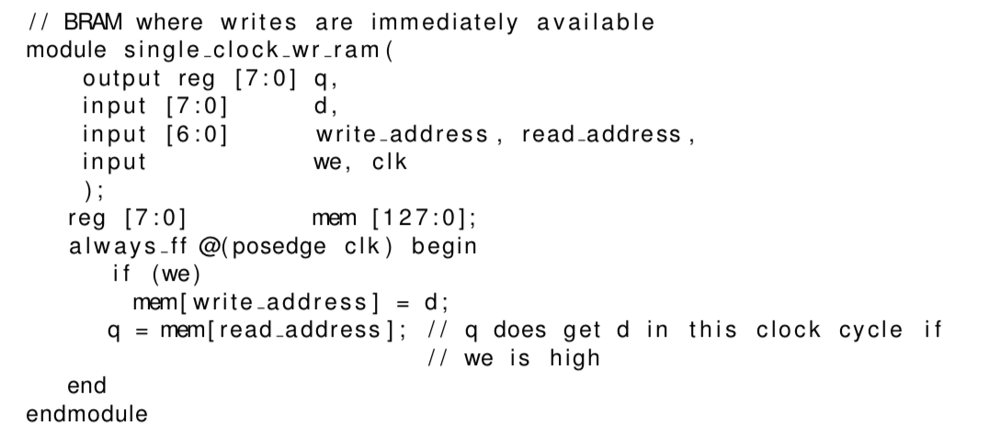 // BRAM where writes are immediately available
module single_clock_wr_ram(
output reg [7:0] q,
input [7:0] d,
input [6:0] write_address, read_address,
input we, clk
);
reg [7:0] mem [127:0];
always_ff @(posedge clk) begin
if (we)
mem[write_address] = d;
q = mem[read_address]; // q does get d in this clock cycle if
// we is high
end
endmodule